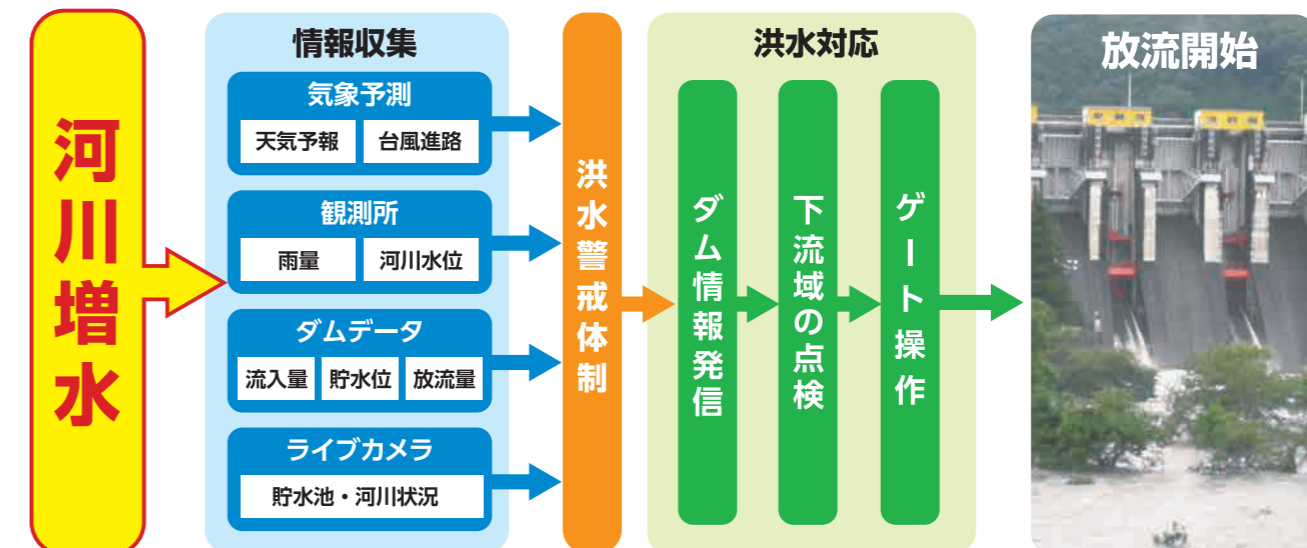 河川増水
情報収集
気象予測
天気予報
台風進路
観測所
雨量
河川水位
ダムデータ
流入量
貯水位
放流量
ライブカメラ
貯水池・河川状況
洪水警戒体制
洪水対応
ダム情報発信
下流域の点検
ゲート操作
放流開始